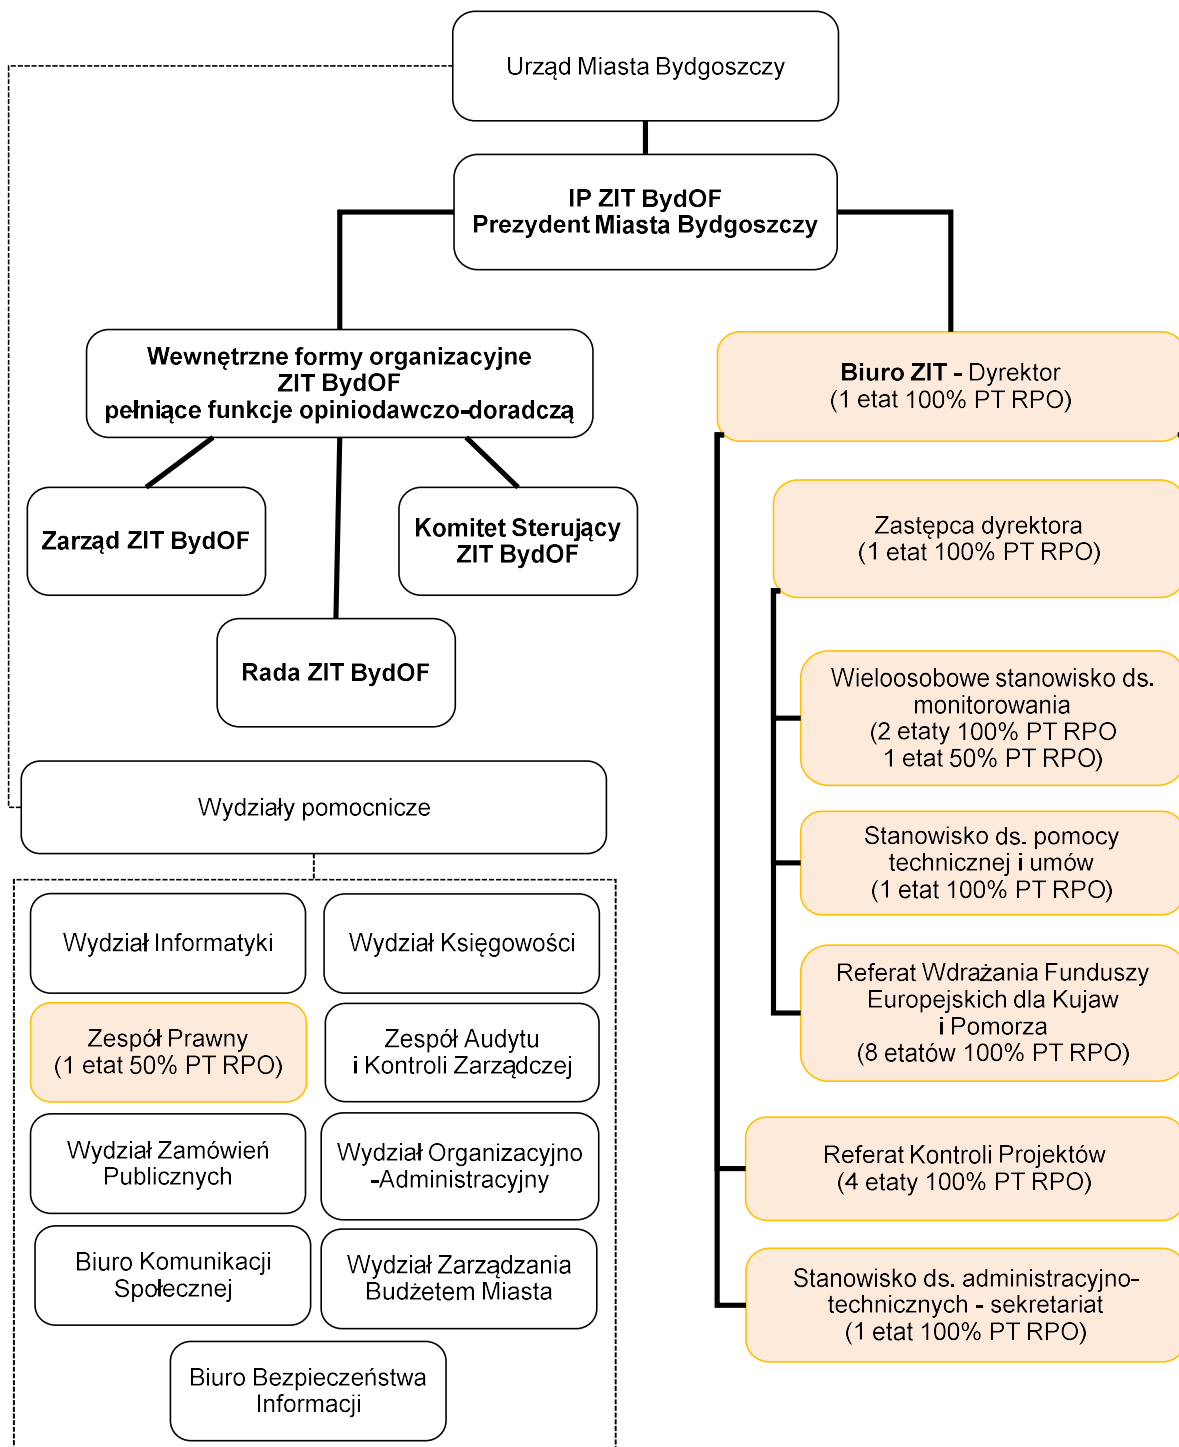 Urząd Miasta Bydgoszczy
IP ZIT BydOF
Prezydent Miasta Bydgoszczy
Wewnętrzne formy organizacyjne
ZIT BydOF
pełniące funkcje opiniodawczo-doradczą
Zarząd ZIT BydOF
Komitet Sterujący
ZIT BydOF
Rada ZIT BydOF
Biuro ZIT - Dyrektor
(1 etat 100% PT RPO)
Zastępca dyrektora
(1 etat 100% PT RPO)
Wieloosobowe stanowisko ds.
monitorowania
(2 etaty 100% PT RPO
1 etat 50% PT RPO)
Stanowisko ds. pomocy
technicznej i umów
(1 etat 100% PT RPO)
Referat Wdrażania Funduszy
Europejskich dla Kujaw
i Pomorza
(8 etatów 100% PT RPO)
Referat Kontroli Projektów
(4 etaty 100% PT RPO)
Stanowisko ds. administracyjno-
technicznych - sekretariat
(1 etat 100% PT RPO)
Wydziały pomocnicze
Wydział Informatyki
Wydział Księgowości
Zespół Prawny
(1 etat 50% PT RPO)
Zespół Audytu
i Kontroli Zarządczej
Wydział Zamówień
Publicznych
Wydział Organizacyjno
-Administracyjny
Biuro Komunikacji
Społecznej
Wydział Zarządzania
Budżetem Miasta
Biuro Bezpieczeństwa
Informacji